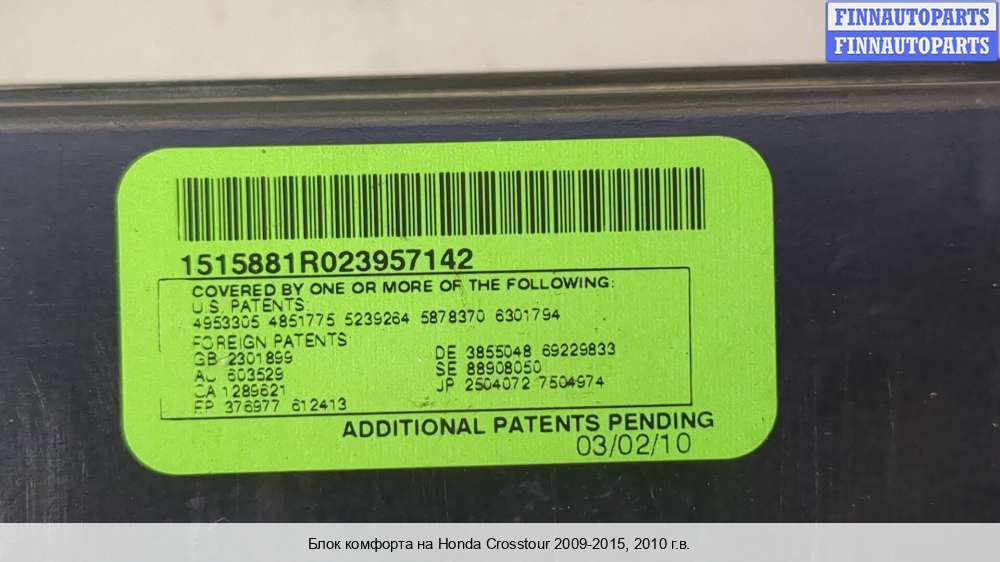 FINNAUTOPARTS
FINNAUTOPARTS
1515881R023957142
COVERED BY ONE OR MORE OF THE FOLLOWING:
U.S. PATENTS
4953305 4851775 5239264 5878370 6301794
FOREIGN PATENTS
GB 2301899
AU 603529
CA 1289621
EP 376977 612413
DE 3855048 69229833
SE 88908050
JP 2504072 7504974
ADDITIONAL PATENTS PENDING
03/02/10
Блок комфорта на Honda Crosstour 2009-2015, 2010 г.в.